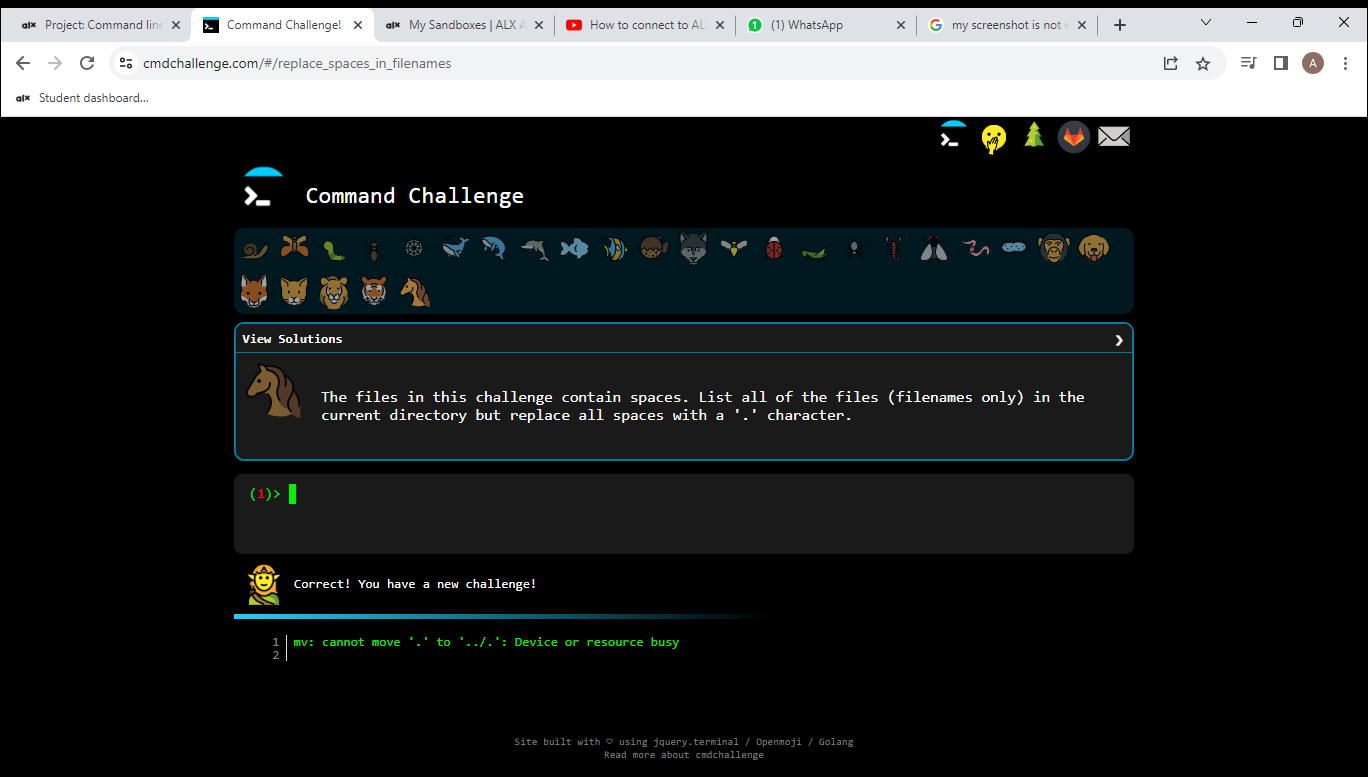 alx Project: Command line
Command Challenge!
alx My Sandboxes | ALX A
How to connect to AL
1 (1) WhatsApp
my screenshot is not
cmdchallenge.com/#/replace_spaces_in_filenames
A
alx Student dashboard...
Command Challenge
View Solutions
The files in this challenge contain spaces. List all of the files (filenames only) in the
current directory but replace all spaces with a '.' character.
(1)>
Correct! You have a new challenge!
1 mv: cannot move '.' to '../.': Device or resource busy
2
Site built with ♡ using jquery.terminal / Openmoji / Golang
Read more about cmdchallenge